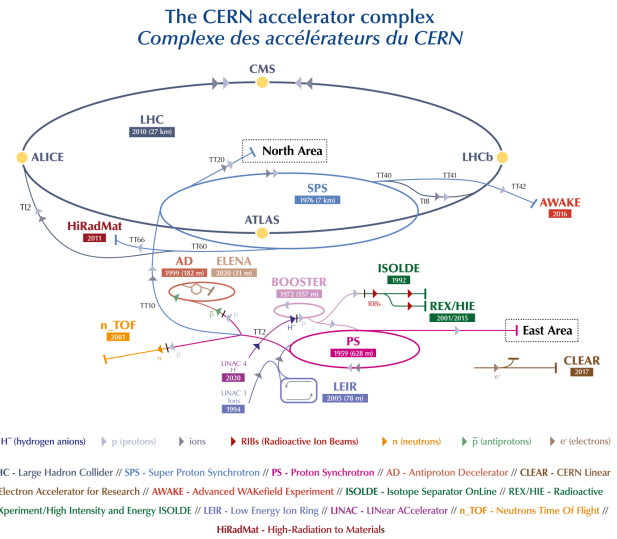 The CERN accelerator complex
Complexe des accélérateurs du CERN
CMS
LHC
2010 (27 km)
ALICE
LHCb
North Area
TT20
SPS
1976 (7 km)
TT40
TT41
TI8
TT42
AWAKE
2016
TI2
HiRadMat
2011
TT66
TT60
ATLAS
AD
1999 (182 m)
ELENA
2020 (31 m)
BOOSTER
1972 (157 m)
ISOLDE
1992
RIBs
REX/HIE
2001/2015
TT10
p
p
H⁻
p
TT2
n_TOF
2001
n
p
PS
1959 (628 m)
East Area
LINAC 4
H⁻
2020
LINAC 3
Ions
1994
LEIR
2005 (78 m)
e⁻
CLEAR
2017
H⁻ (hydrogen anions) p (protons) ions RIBs (Radioactive Ion Beams) n (neutrons) p̅ (antiprotons) e⁻ (electrons)
HC - Large Hadron Collider // SPS - Super Proton Synchrotron // PS - Proton Synchrotron // AD - Antiproton Decelerator // CLEAR - CERN Linear
Electron Accelerator for Research // AWAKE - Advanced WAKefield Experiment // ISOLDE - Isotope Separator OnLine // REX/HIE - Radioactive
Xperiment/High Intensity and Energy ISOLDE // LEIR - Low Energy Ion Ring // LINAC - LINear ACcelerator // n_TOF - Neutrons Time Of Flight //
HiRadMat - High-Radiation to Materials